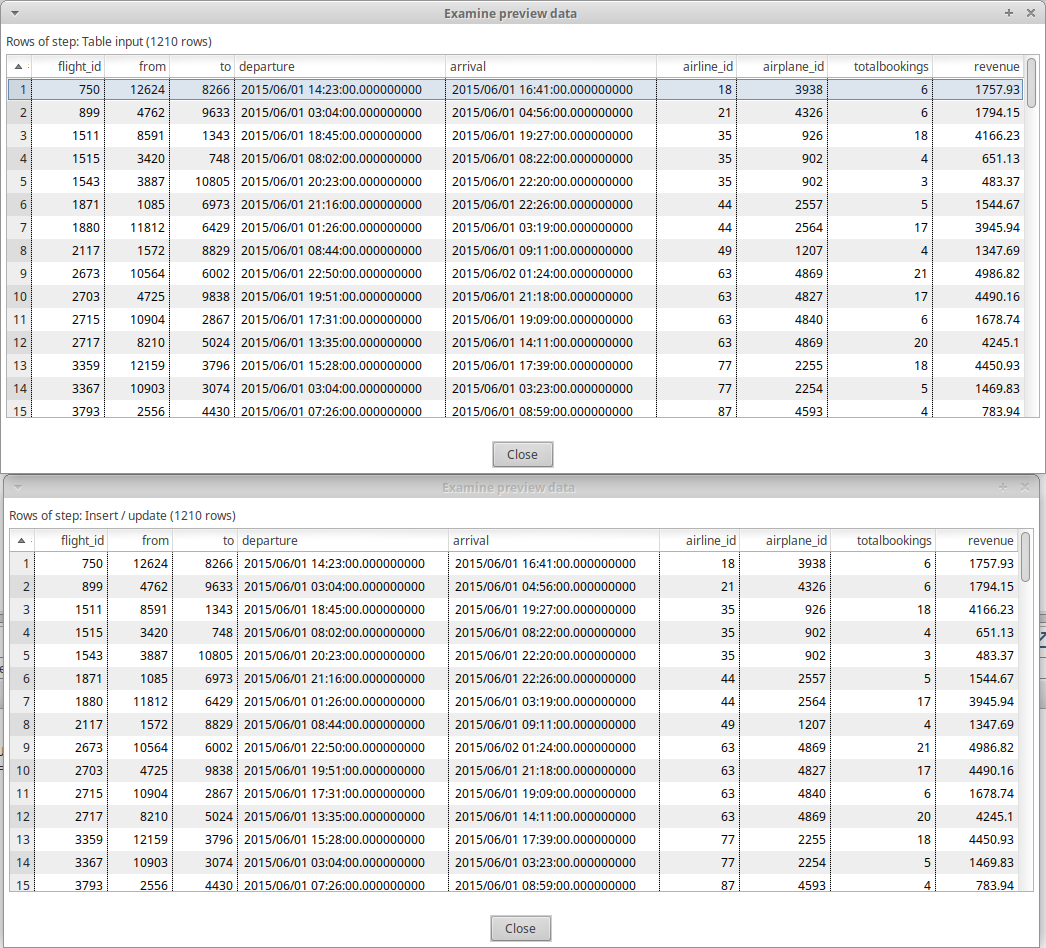 Examine preview data
Rows of step: Table input (1210 rows)
flight_id from to departure arrival airline_id airplane_id totalbookings revenue
1 750 12624 8266 2015/06/01 14:23:00.000000000 2015/06/01 16:41:00.000000000 18 3938 6 1757.93
2 899 4762 9633 2015/06/01 03:04:00.000000000 2015/06/01 04:56:00.000000000 21 4326 6 1794.15
3 1511 8591 1343 2015/06/01 18:45:00.000000000 2015/06/01 19:27:00.000000000 35 926 18 4166.23
4 1515 3420 748 2015/06/01 08:02:00.000000000 2015/06/01 08:22:00.000000000 35 902 4 651.13
5 1543 3887 10805 2015/06/01 20:23:00.000000000 2015/06/01 22:20:00.000000000 35 902 3 483.37
6 1871 1085 6973 2015/06/01 21:16:00.000000000 2015/06/01 22:26:00.000000000 44 2557 5 1544.67
7 1880 11812 6429 2015/06/01 01:26:00.000000000 2015/06/01 03:19:00.000000000 44 2564 17 3945.94
8 2117 1572 8829 2015/06/01 08:44:00.000000000 2015/06/01 09:11:00.000000000 49 1207 4 1347.69
9 2673 10564 6002 2015/06/01 22:50:00.000000000 2015/06/02 01:24:00.000000000 63 4869 21 4986.82
10 2703 4725 9838 2015/06/01 19:51:00.000000000 2015/06/01 21:18:00.000000000 63 4827 17 4490.16
11 2715 10904 2867 2015/06/01 17:31:00.000000000 2015/06/01 19:09:00.000000000 63 4840 6 1678.74
12 2717 8210 5024 2015/06/01 13:35:00.000000000 2015/06/01 14:11:00.000000000 63 4869 20 4245.1
13 3359 12159 3796 2015/06/01 15:28:00.000000000 2015/06/01 17:39:00.000000000 77 2255 18 4450.93
14 3367 10903 3074 2015/06/01 03:04:00.000000000 2015/06/01 03:23:00.000000000 77 2254 5 1469.83
15 3793 2556 4430 2015/06/01 07:26:00.000000000 2015/06/01 08:59:00.000000000 87 4593 4 783.94
Close
Examine preview data
Rows of step: Insert / update (1210 rows)
flight_id from to departure arrival airline_id airplane_id totalbookings revenue
1 750 12624 8266 2015/06/01 14:23:00.000000000 2015/06/01 16:41:00.000000000 18 3938 6 1757.93
2 899 4762 9633 2015/06/01 03:04:00.000000000 2015/06/01 04:56:00.000000000 21 4326 6 1794.15
3 1511 8591 1343 2015/06/01 18:45:00.000000000 2015/06/01 19:27:00.000000000 35 926 18 4166.23
4 1515 3420 748 2015/06/01 08:02:00.000000000 2015/06/01 08:22:00.000000000 35 902 4 651.13
5 1543 3887 10805 2015/06/01 20:23:00.000000000 2015/06/01 22:20:00.000000000 35 902 3 483.37
6 1871 1085 6973 2015/06/01 21:16:00.000000000 2015/06/01 22:26:00.000000000 44 2557 5 1544.67
7 1880 11812 6429 2015/06/01 01:26:00.000000000 2015/06/01 03:19:00.000000000 44 2564 17 3945.94
8 2117 1572 8829 2015/06/01 08:44:00.000000000 2015/06/01 09:11:00.000000000 49 1207 4 1347.69
9 2673 10564 6002 2015/06/01 22:50:00.000000000 2015/06/02 01:24:00.000000000 63 4869 21 4986.82
10 2703 4725 9838 2015/06/01 19:51:00.000000000 2015/06/01 21:18:00.000000000 63 4827 17 4490.16
11 2715 10904 2867 2015/06/01 17:31:00.000000000 2015/06/01 19:09:00.000000000 63 4840 6 1678.74
12 2717 8210 5024 2015/06/01 13:35:00.000000000 2015/06/01 14:11:00.000000000 63 4869 20 4245.1
13 3359 12159 3796 2015/06/01 15:28:00.000000000 2015/06/01 17:39:00.000000000 77 2255 18 4450.93
14 3367 10903 3074 2015/06/01 03:04:00.000000000 2015/06/01 03:23:00.000000000 77 2254 5 1469.83
15 3793 2556 4430 2015/06/01 07:26:00.000000000 2015/06/01 08:59:00.000000000 87 4593 4 783.94
Close